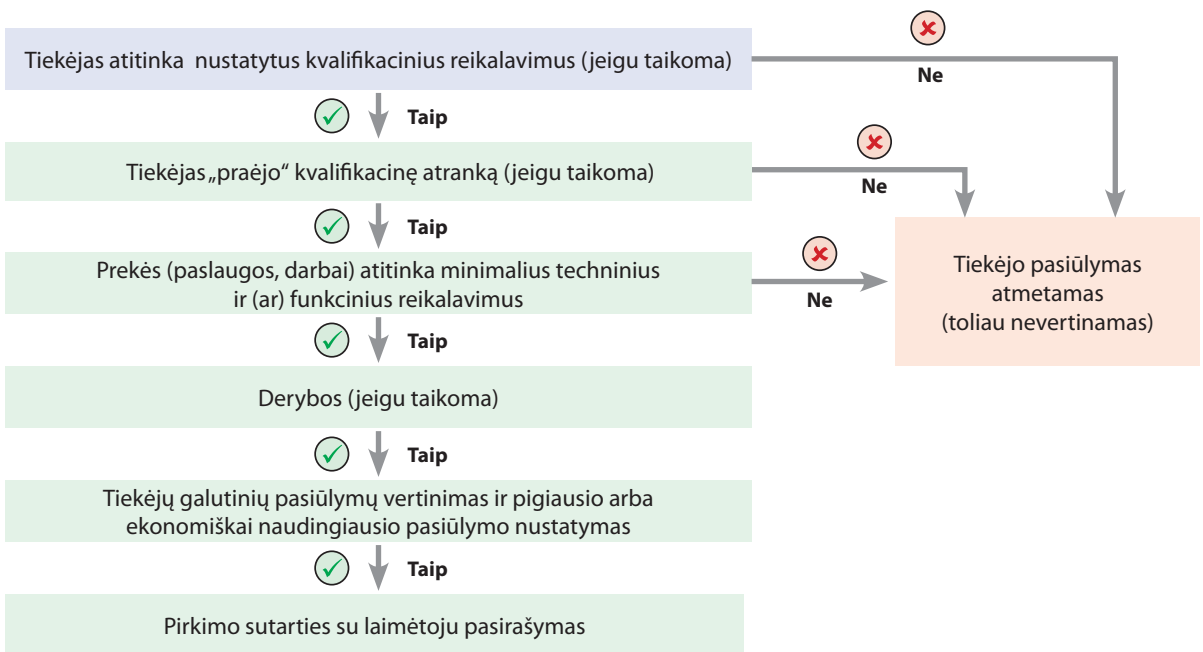 Tiekėjas atitinka nustatytus kvalifikacinius reikalavimus (jeigu taikoma)
Ne
Taip
Tiekėjas „praėjo“ kvalifikacinę atranką (jeigu taikoma)
Ne
Taip
Prekės (paslaugos, darbai) atitinka minimalius techninius
ir (ar) funkcinius reikalavimus
Ne
Tiekėjo pasiūlymas
atmetamas
(toliau nevertinamas)
Taip
Derybos (jeigu taikoma)
Taip
Tiekėjų galutinių pasiūlymų vertinimas ir pigiausio arba
ekonomiškai naudingiausio pasiūlymo nustatymas
Taip
Pirkimo sutarties su laimėtoju pasirašymas